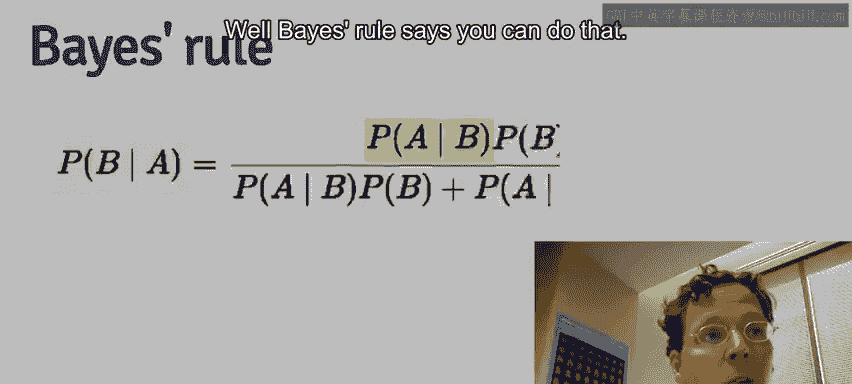 Bayes' rule
Well Bayes' rule says you can do that.
P(A | B)P(B)
P(B | A) =
P(A | B)P(B) + P(A |